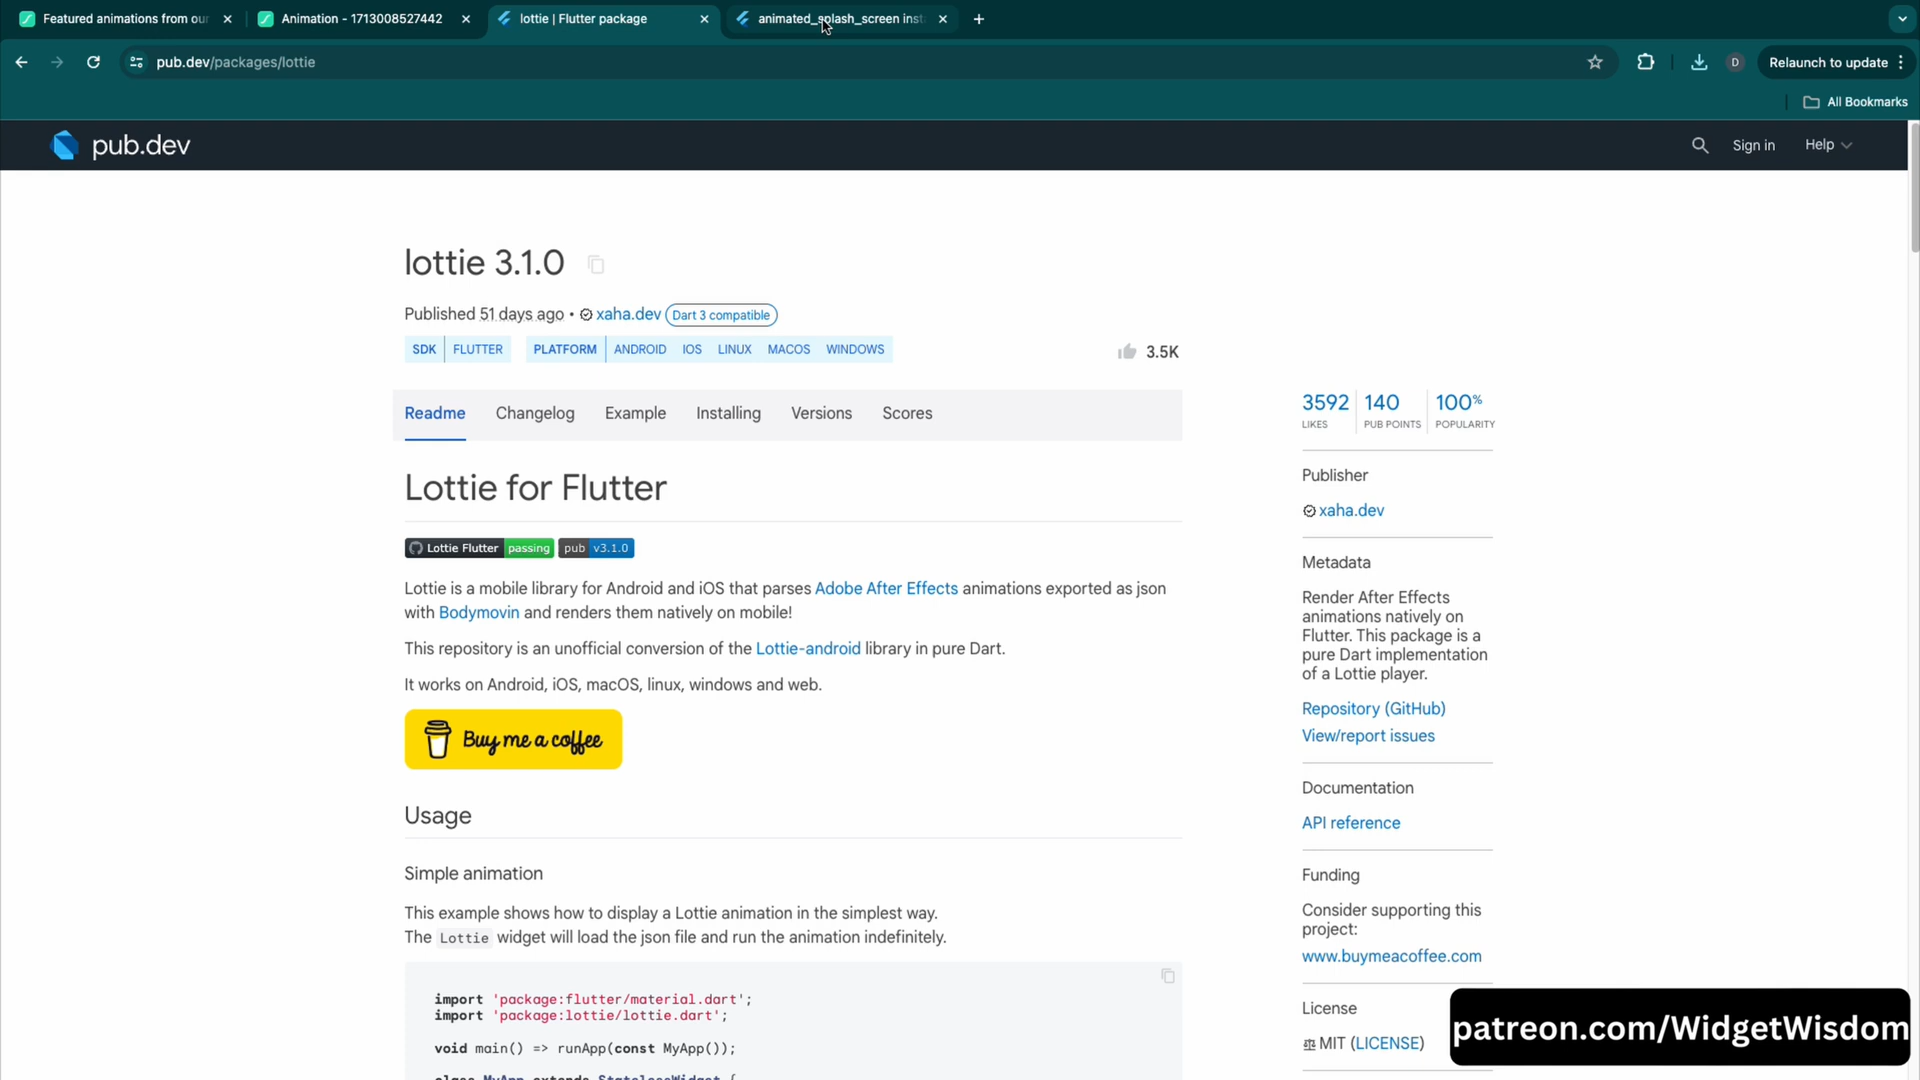 Featured animations from ou
Animation - 1713008527442
lottie | Flutter package
animated_splash_screen inst
pub.dev/packages/lottie
D
Relaunch to update
All Bookmarks
pub.dev
Sign in
Help
lottie 3.1.0
Published 51 days ago • xaha.dev Dart 3 compatible
SDK FLUTTER PLATFORM ANDROID IOS LINUX MACOS WINDOWS
3.5K
Readme Changelog Example Installing Versions Scores
Lottie for Flutter
Lottie Flutter passing pub v3.1.0
Lottie is a mobile library for Android and iOS that parses Adobe After Effects animations exported as json
with Bodymovin and renders them natively on mobile!
This repository is an unofficial conversion of the Lottie-android library in pure Dart.
It works on Android, iOS, macOS, linux, windows and web.
Buy me a coffee
Usage
Simple animation
This example shows how to display a Lottie animation in the simplest way.
The Lottie widget will load the json file and run the animation indefinitely.
import 'package:flutter/material.dart';
import 'package:lottie/lottie.dart';
void main() => runApp(const MyApp());
class MyApp extends StatelessWidget {
3592 140 100%
LIKES PUB POINTS POPULARITY
Publisher
xaha.dev
Metadata
Render After Effects
animations natively on
Flutter. This package is a
pure Dart implementation
of a Lottie player.
Repository (GitHub)
View/report issues
Documentation
API reference
Funding
Consider supporting this
project:
www.buymeacoffee.com
License
MIT (LICENSE)
patreon.com/WidgetWisdom